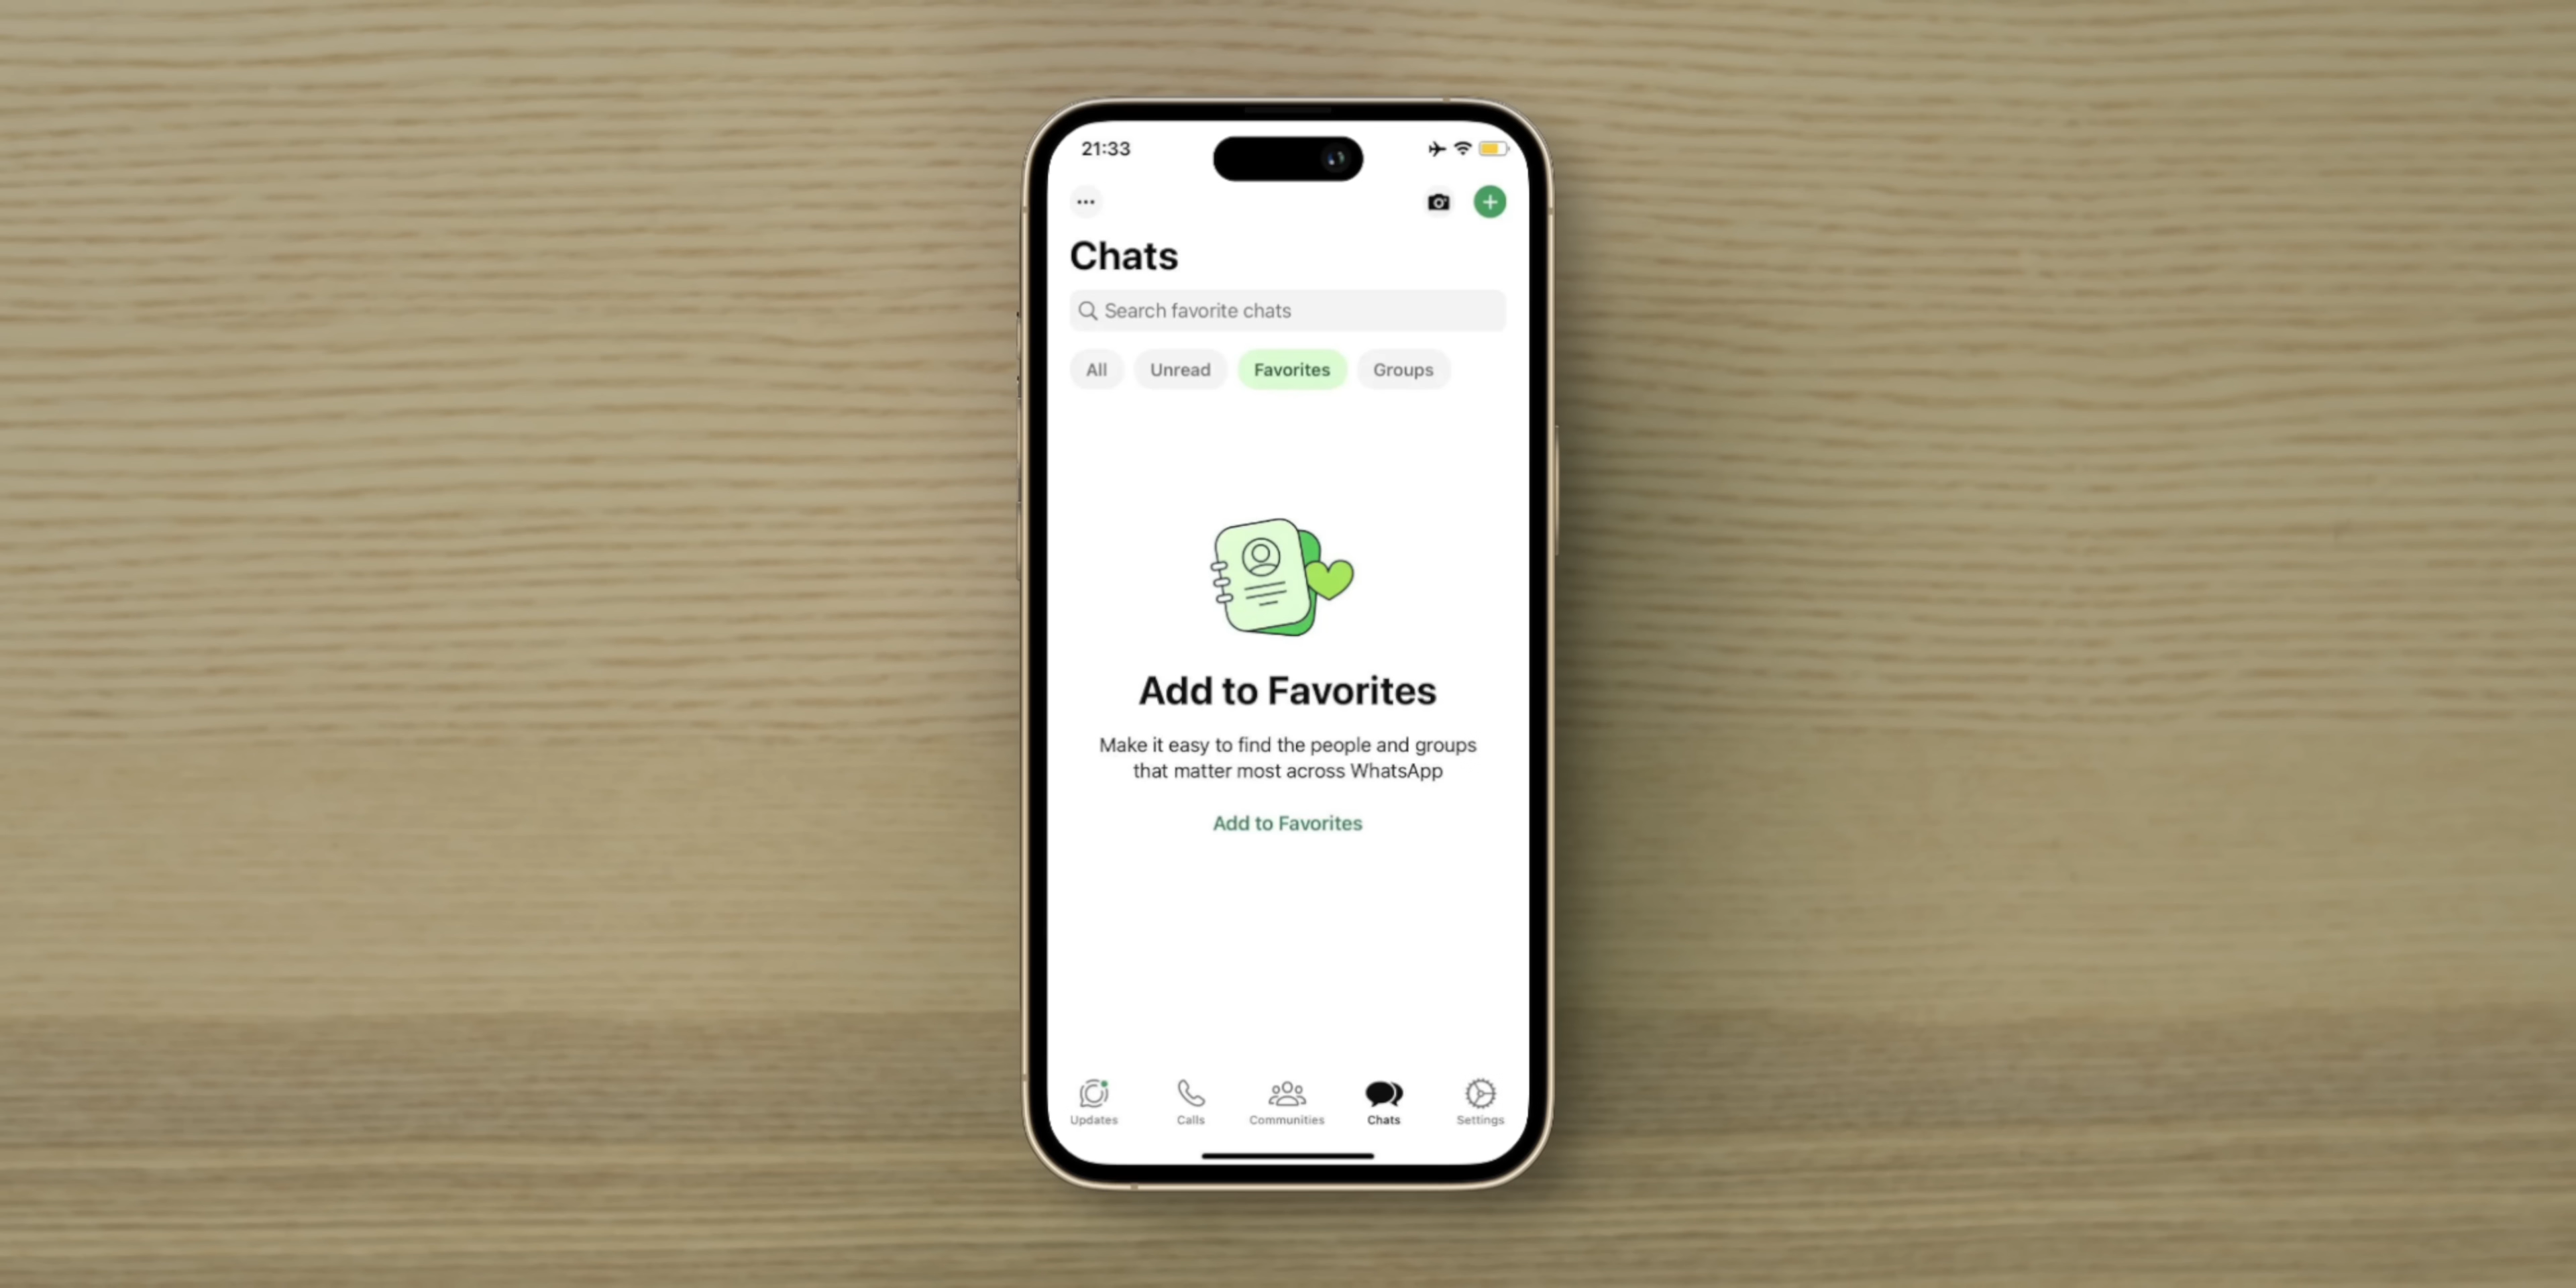 21:33
Chats
Search favorite chats
All Unread Favorites Groups
Add to Favorites
Make it easy to find the people and groups
that matter most across WhatsApp
Add to Favorites
Updates Calls Communities Chats Settings